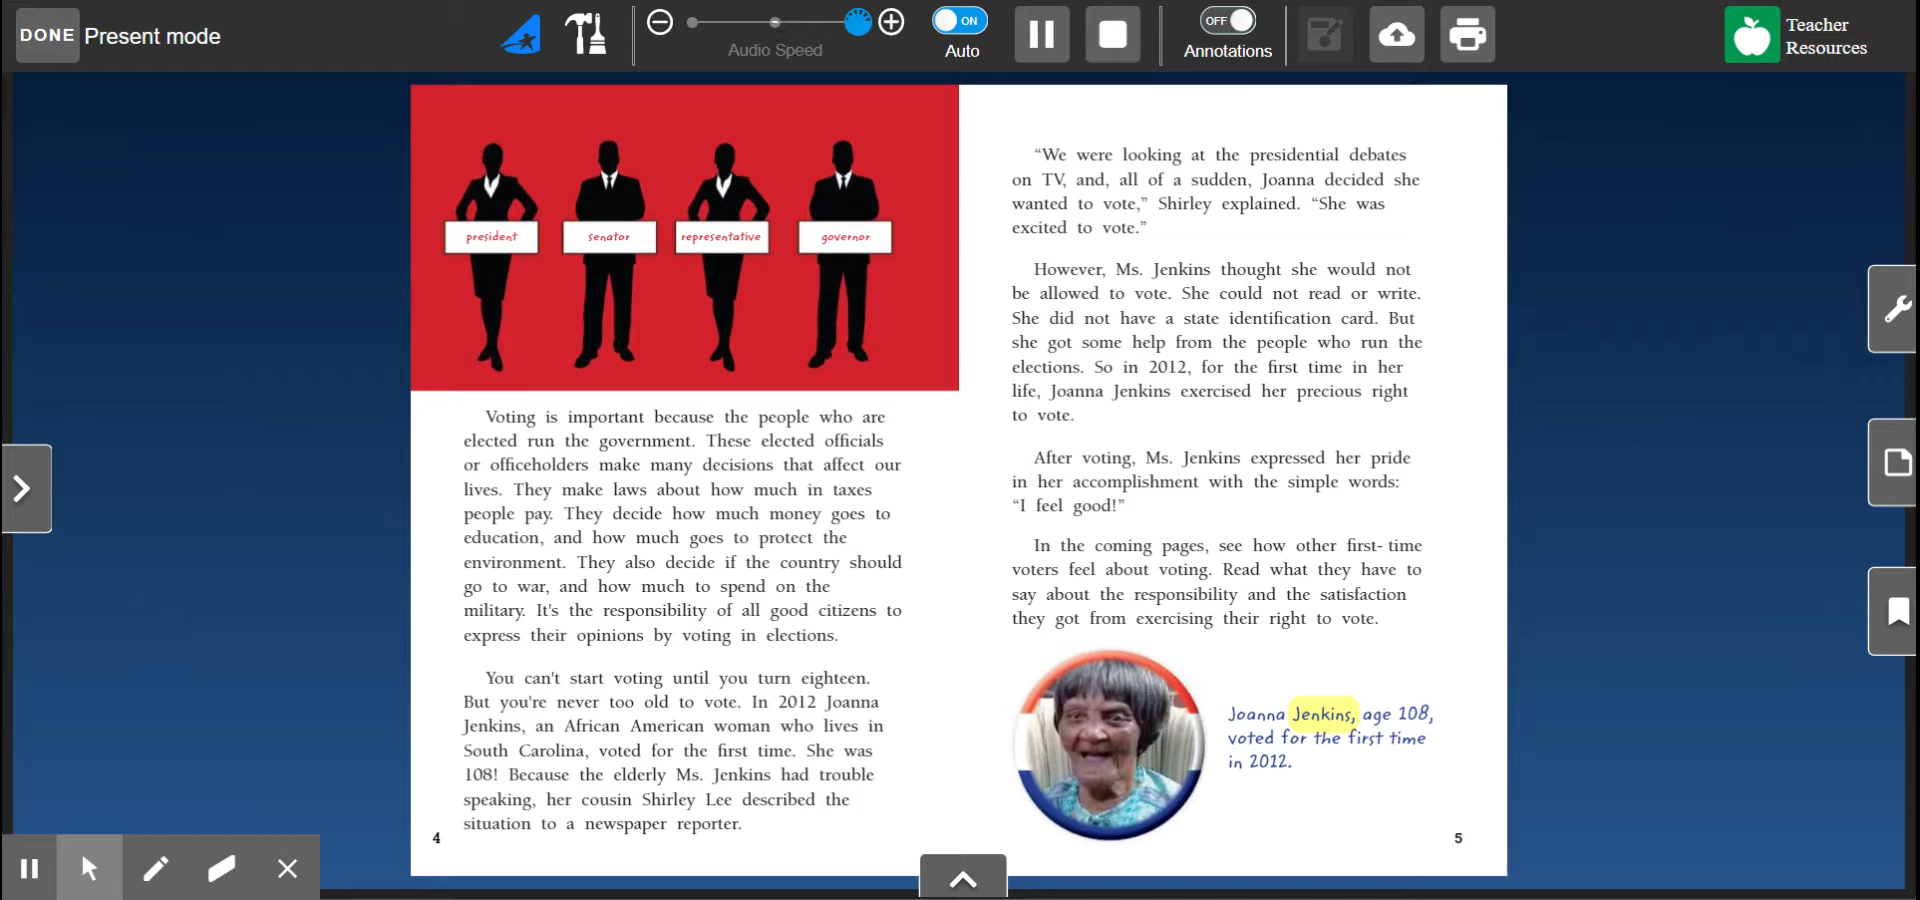 DONE Present mode
Audio Speed
ON
Auto
OFF
Annotations
Teacher
Resources
president
senator
representative
governor
Voting is important because the people who are
elected run the government. These elected officials
or officeholders make many decisions that affect our
lives. They make laws about how much in taxes
people pay. They decide how much money goes to
education, and how much goes to protect the
environment. They also decide if the country should
go to war, and how much to spend on the
military. It's the responsibility of all good citizens to
express their opinions by voting in elections.
You can't start voting until you turn eighteen.
But you're never too old to vote. In 2012 Joanna
Jenkins, an African American woman who lives in
South Carolina, voted for the first time. She was
108! Because the elderly Ms. Jenkins had trouble
speaking, her cousin Shirley Lee described the
situation to a newspaper reporter.
4
“We were looking at the presidential debates
on TV, and, all of a sudden, Joanna decided she
wanted to vote,” Shirley explained. “She was
excited to vote.”
However, Ms. Jenkins thought she would not
be allowed to vote. She could not read or write.
She did not have a state identification card. But
she got some help from the people who run the
elections. So in 2012, for the first time in her
life, Joanna Jenkins exercised her precious right
to vote.
After voting, Ms. Jenkins expressed her pride
in her accomplishment with the simple words:
“I feel good!”
In the coming pages, see how other first- time
voters feel about voting. Read what they have to
say about the responsibility and the satisfaction
they got from exercising their right to vote.
Joanna Jenkins, age 108,
voted for the first time
in 2012.
5